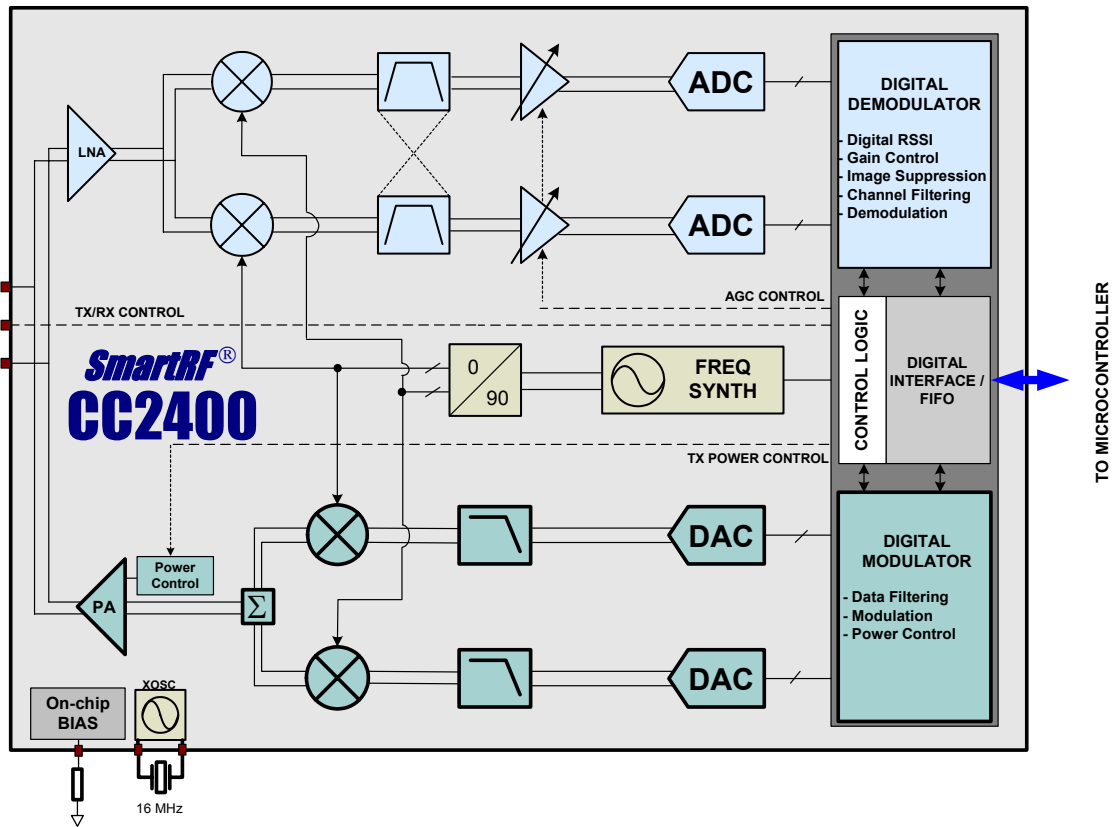 LNA
ADC
ADC
DIGITAL
DEMODULATOR
- Digital RSSI
- Gain Control
- Image Suppression
- Channel Filtering
- Demodulation
AGC CONTROL
TX/RX CONTROL
SmartRF®
CC2400
0
90
FREQ
SYNTH
CONTROL LOGIC
DIGITAL
INTERFACE /
FIFO
TO MICROCONTROLLER
TX POWER CONTROL
Power
Control
PA
Σ
DAC
DAC
DIGITAL
MODULATOR
- Data Filtering
- Modulation
- Power Control
On-chip
BIAS
XOSC
16 MHz